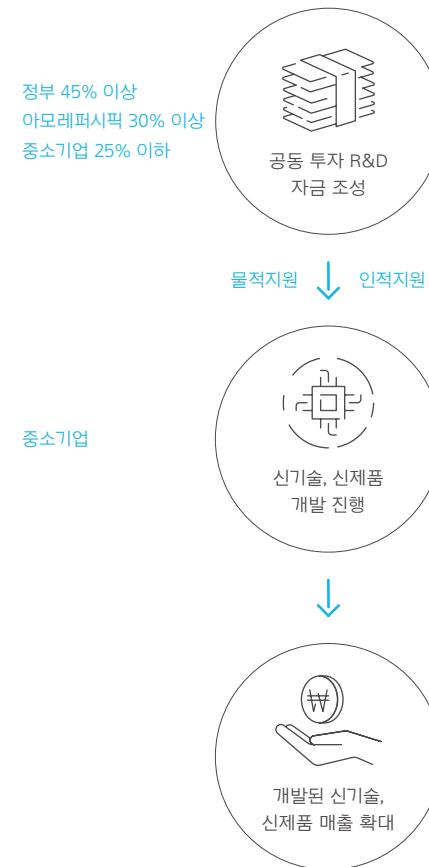 정부 45% 이상
아모레퍼시픽 30% 이상
중소기업 25% 이하
공동 투자 R&D
자금 조성
물적지원
인적지원
중소기업
신기술, 신제품
개발 진행
개발된 신기술,
신제품 매출 확대